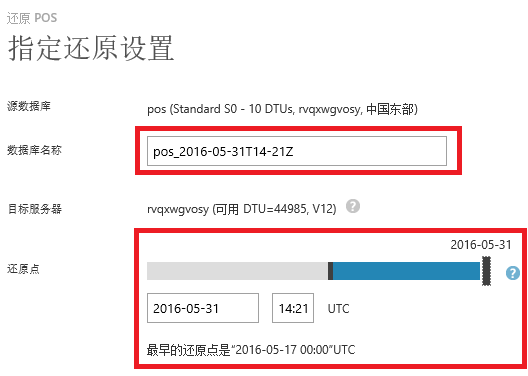 还原 POS
指定还原设置
源数据库 pos (Standard S0 - 10 DTUs, rvqxwgvosy, 中国东部)
数据库名称 pos_2016-05-31T14-21Z
目标服务器 rvqxwgvosy (可用 DTU=44985, V12) ?
2016-05-31
还原点 ?
2016-05-31 14:21 UTC
最早的还原点是“2016-05-17 00:00”UTC